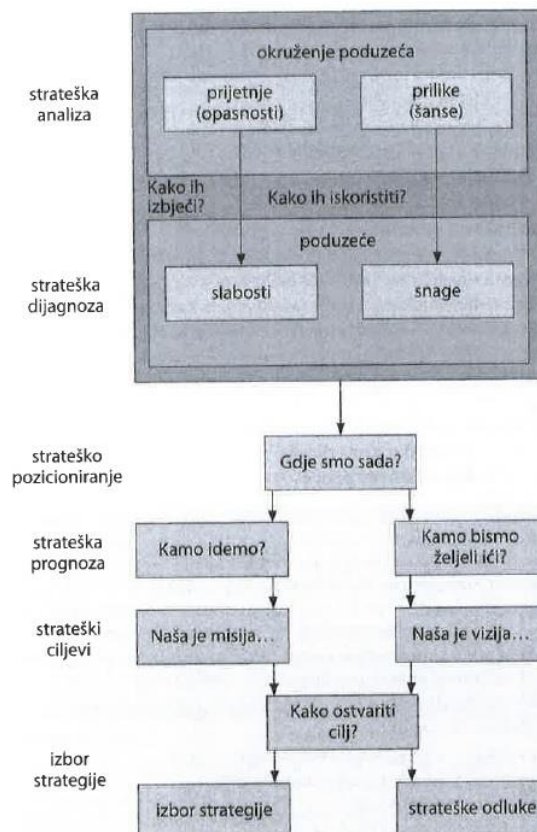 okruženje poduzeća
strateška
analiza
prijetnje
(opasnosti)
prilike
(šanse)
Kako ih
izbjeći?
Kako ih iskoristiti?
poduzeće
strateška
dijagnoza
slabosti
snage
strateško
pozicioniranje
Gdje smo sada?
strateška
prognoza
Kamo idemo?
Kamo bismo
željeli ići?
strateški
ciljevi
Naša je misija...
Naša je vizija...
Kako ostvariti
cilj?
izbor
strategije
izbor strategije
strateške odluke